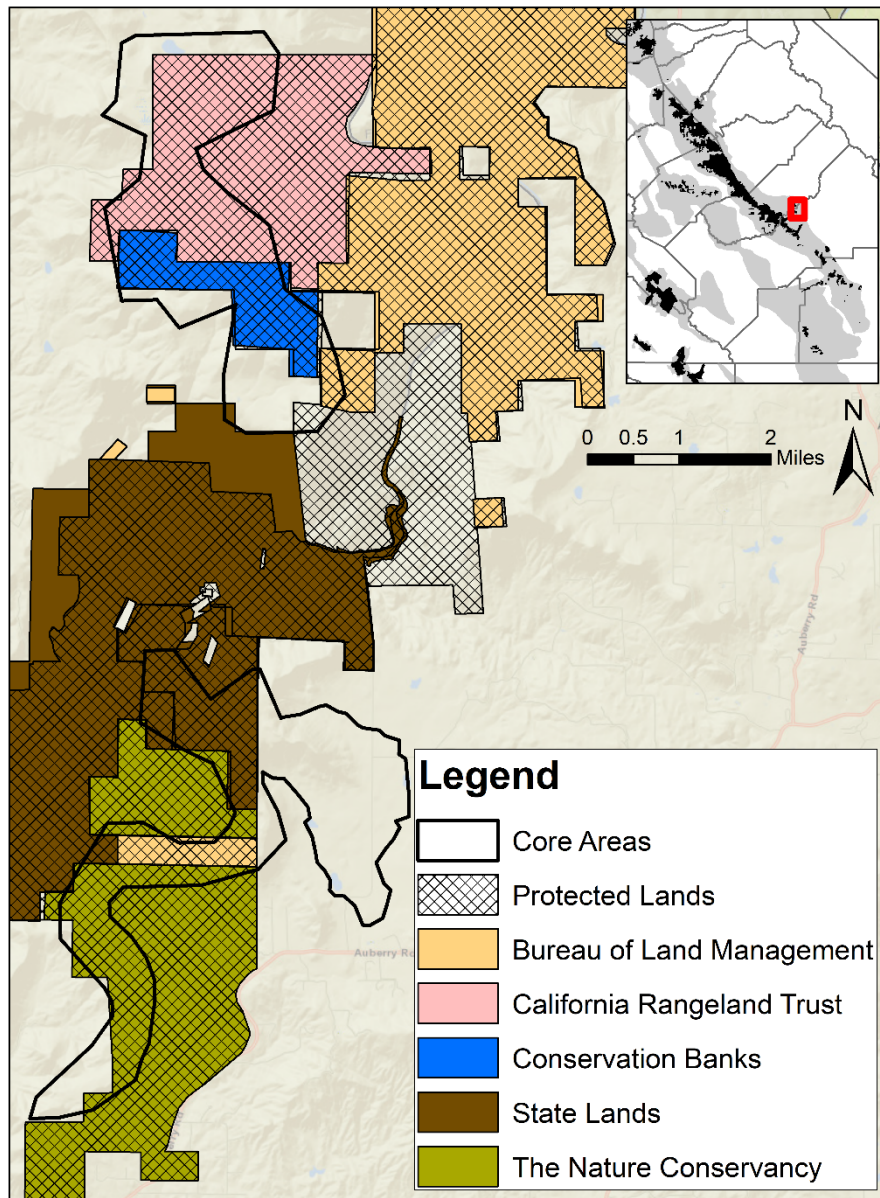 N
0 0.5 1 2
Miles
Auberry Rd
Auberry Rd
Legend
Core Areas
Protected Lands
Bureau of Land Management
California Rangeland Trust
Conservation Banks
State Lands
The Nature Conservancy